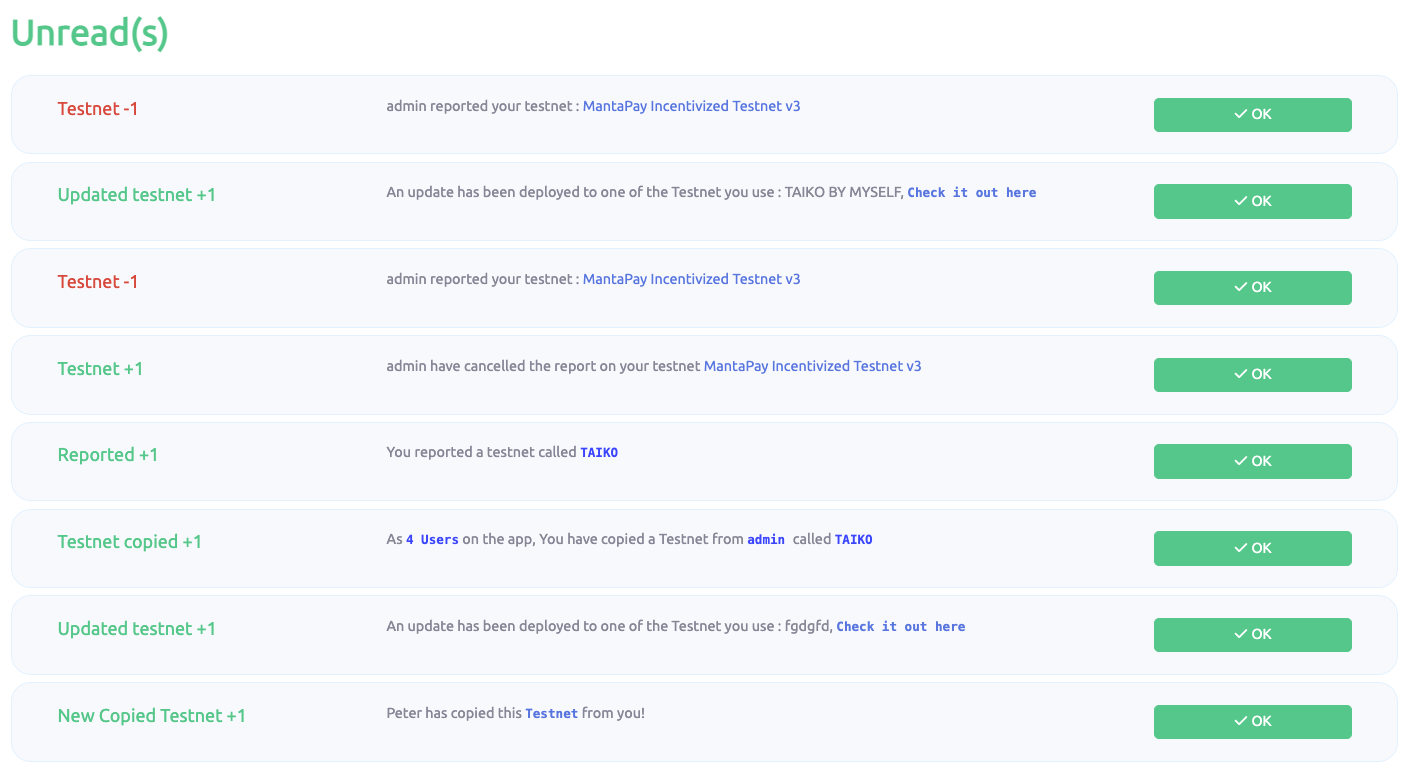 Unread(s)
Testnet -1
admin reported your testnet : MantaPay Incentivized Testnet v3
OK
Updated testnet +1
An update has been deployed to one of the Testnet you use : TAIKO BY MYSELF, Check it out here
OK
Testnet -1
admin reported your testnet : MantaPay Incentivized Testnet v3
OK
Testnet +1
admin have cancelled the report on your testnet MantaPay Incentivized Testnet v3
OK
Reported +1
You reported a testnet called TAIKO
OK
Testnet copied +1
As 4 Users on the app, You have copied a Testnet from admin called TAIKO
OK
Updated testnet +1
An update has been deployed to one of the Testnet you use : fgdgfd, Check it out here
OK
New Copied Testnet +1
Peter has copied this Testnet from you!
OK